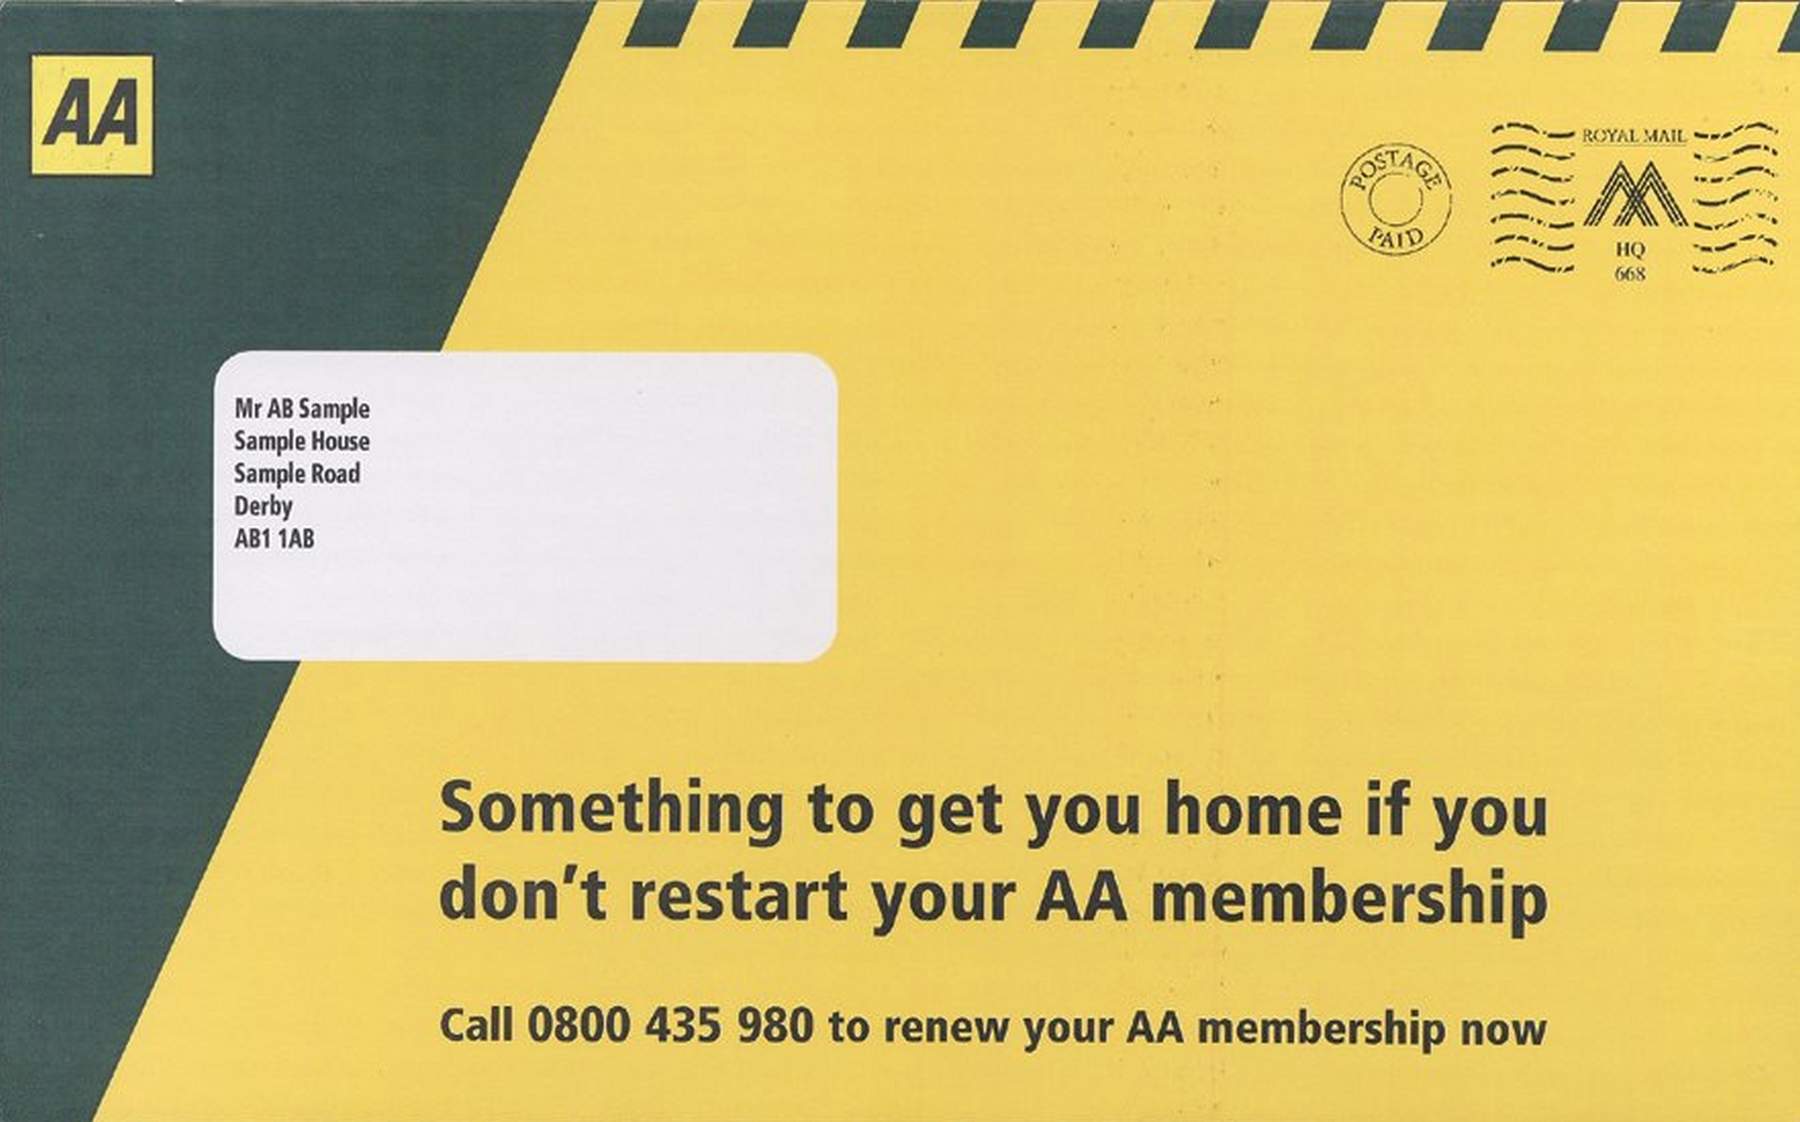 AA
POSTAGE
PAID
ROYAL MAIL
HQ
668
Mr AB Sample
Sample House
Sample Road
Derby
AB1 1AB
Something to get you home if you
don't restart your AA membership
Call 0800 435 980 to renew your AA membership now